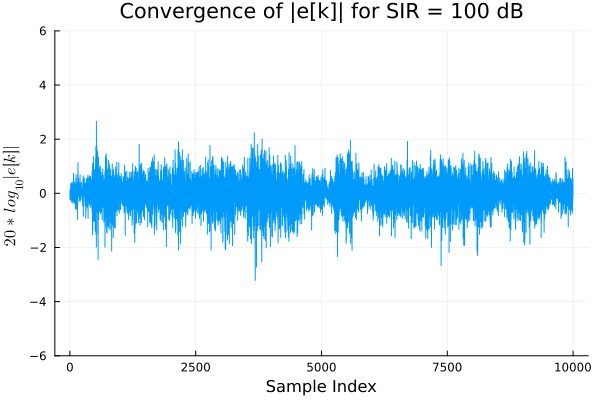 Convergence of |e[k]| for SIR = 100 dB
6
4
2
0
−2
−4
−6
20 * log₁₀|e[k]|
0 2500 5000 7500 10000
Sample Index